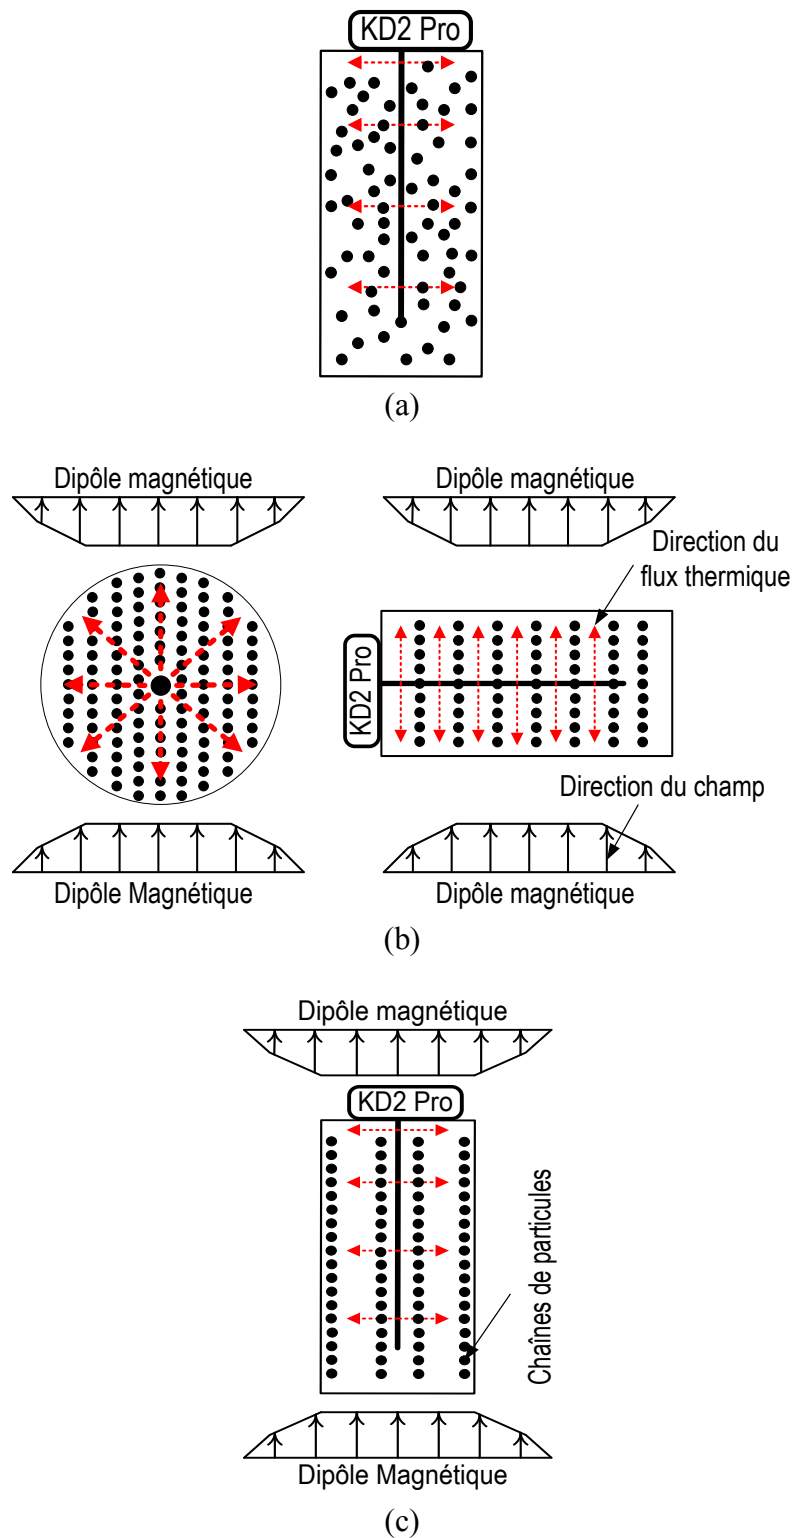 KD2 Pro
(a)
Dipôle magnétique
Dipôle magnétique
Direction du
flux thermique
KD2 Pro
Direction du champ
Dipôle Magnétique
Dipôle magnétique
(b)
Dipôle magnétique
KD2 Pro
Chaînes de particules
Dipôle Magnétique
(c)